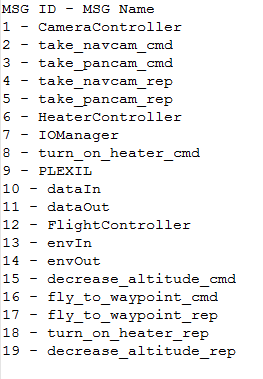 MSG ID - MSG Name
1 - CameraController
2 - take_navcam_cmd
3 - take_pancam_cmd
4 - take_navcam_rep
5 - take_pancam_rep
6 - HeaterController
7 - IOManager
8 - turn_on_heater_cmd
9 - PLEXIL
10 - dataIn
11 - dataOut
12 - FlightController
13 - envIn
14 - envOut
15 - decrease_altitude_cmd
16 - fly_to_waypoint_cmd
17 - fly_to_waypoint_rep
18 - turn_on_heater_rep
19 - decrease_altitude_rep